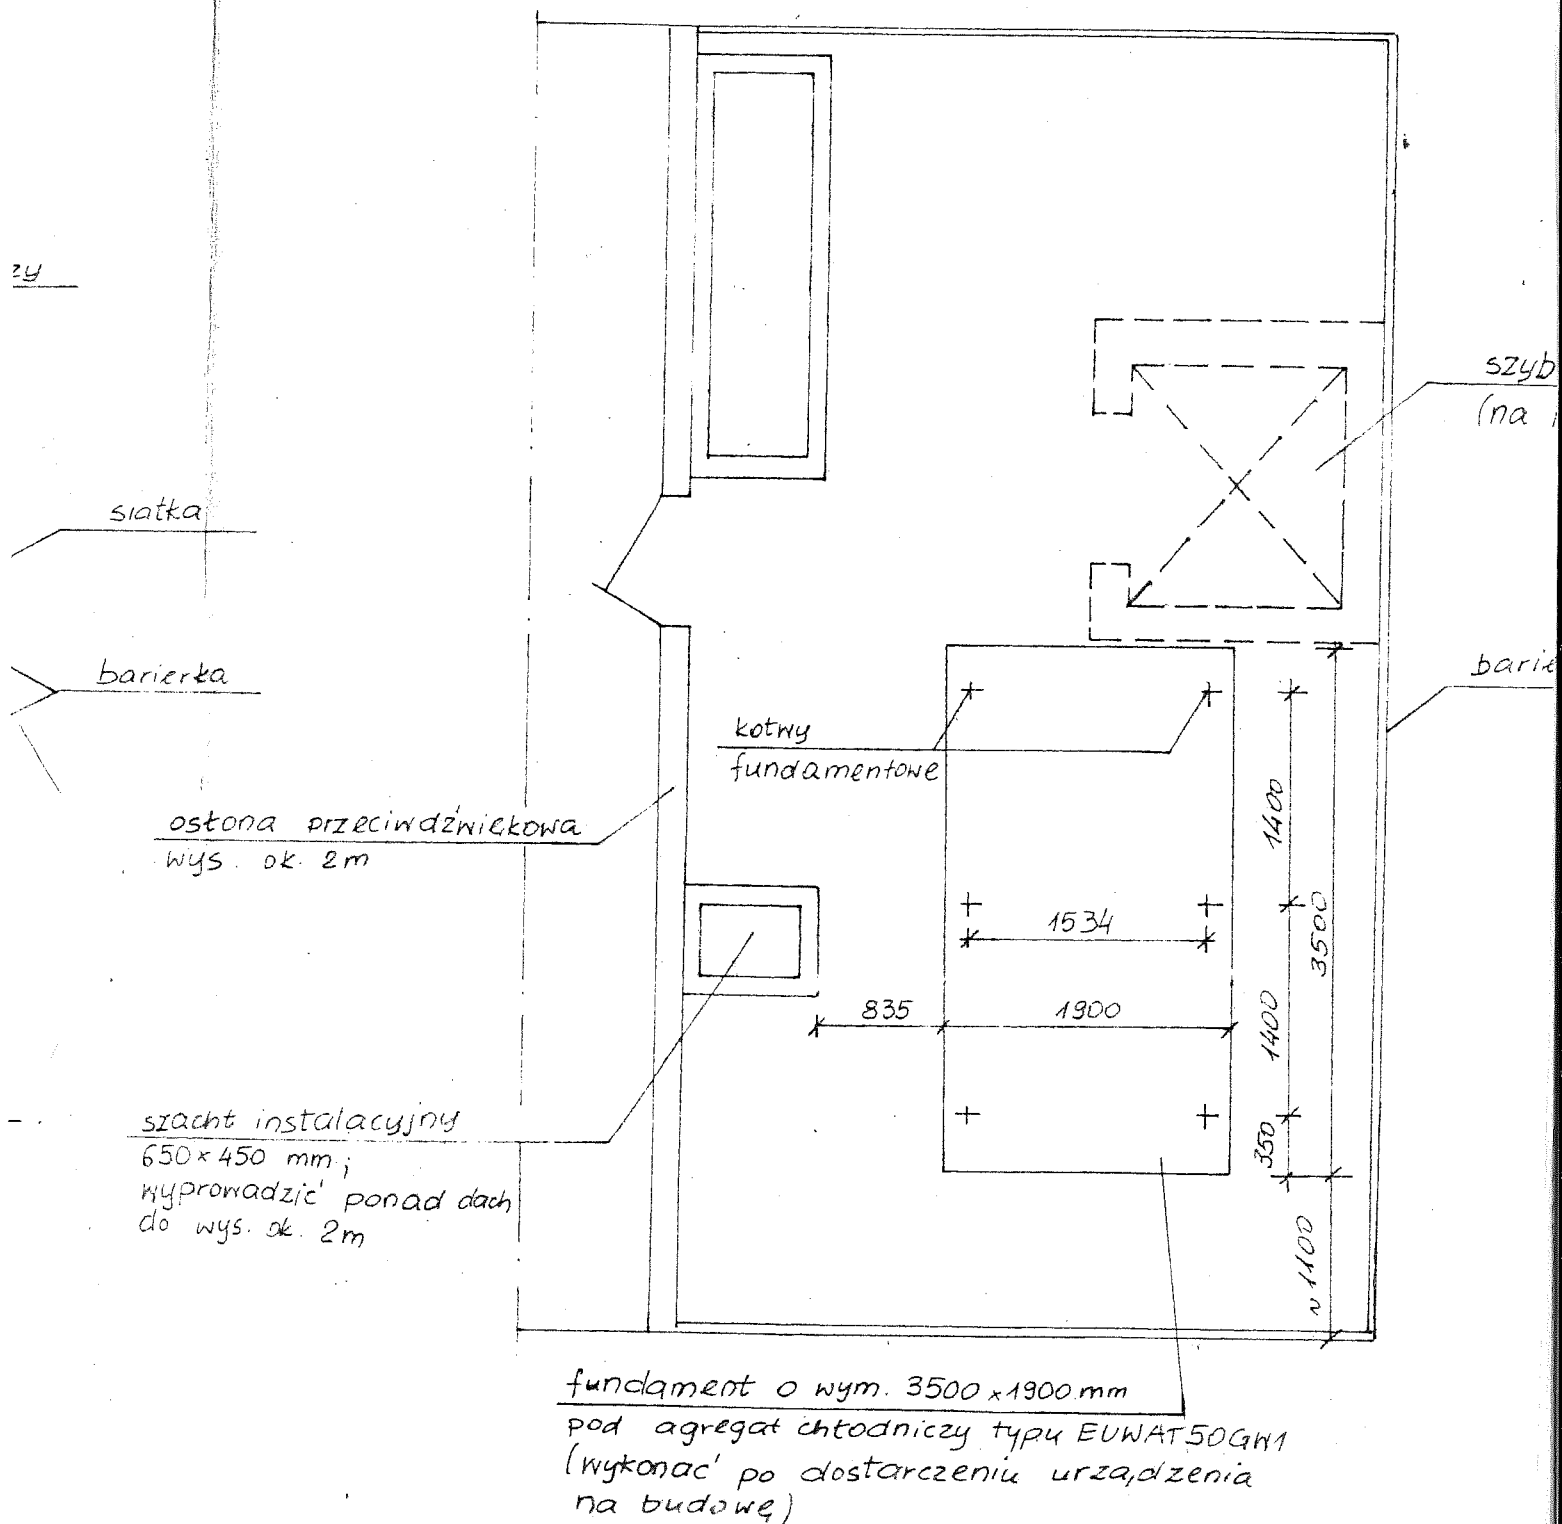 zy
szyb
(na
siatka
barierka
barie
kotwy
fundamentowe
1400
osłona przeciwdźwiękowa
wys. ok. 2m
3500
1534
835
1900
1400
szacht instalacyjny
650×450 mm;
wyprowadzić ponad dach
do wys. ok. 2m
350
~1100
fundament o wym. 3500×1900 mm
pod agregat chłodniczy typu EUWAT50GW1
(wykonać po dostarczeniu urządzenia
na budowę)